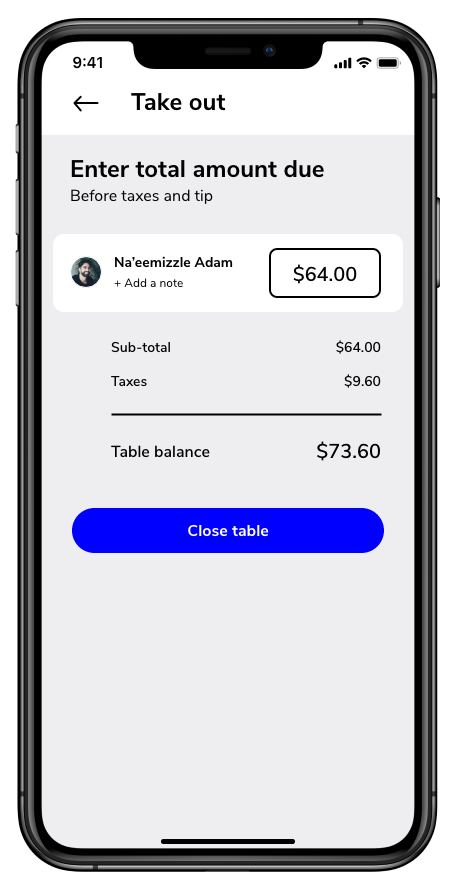 9:41
Take out
Enter total amount due
Before taxes and tip
Na'eemizzle Adam
+ Add a note
$64.00
Sub-total $64.00
Taxes $9.60
Table balance $73.60
Close table